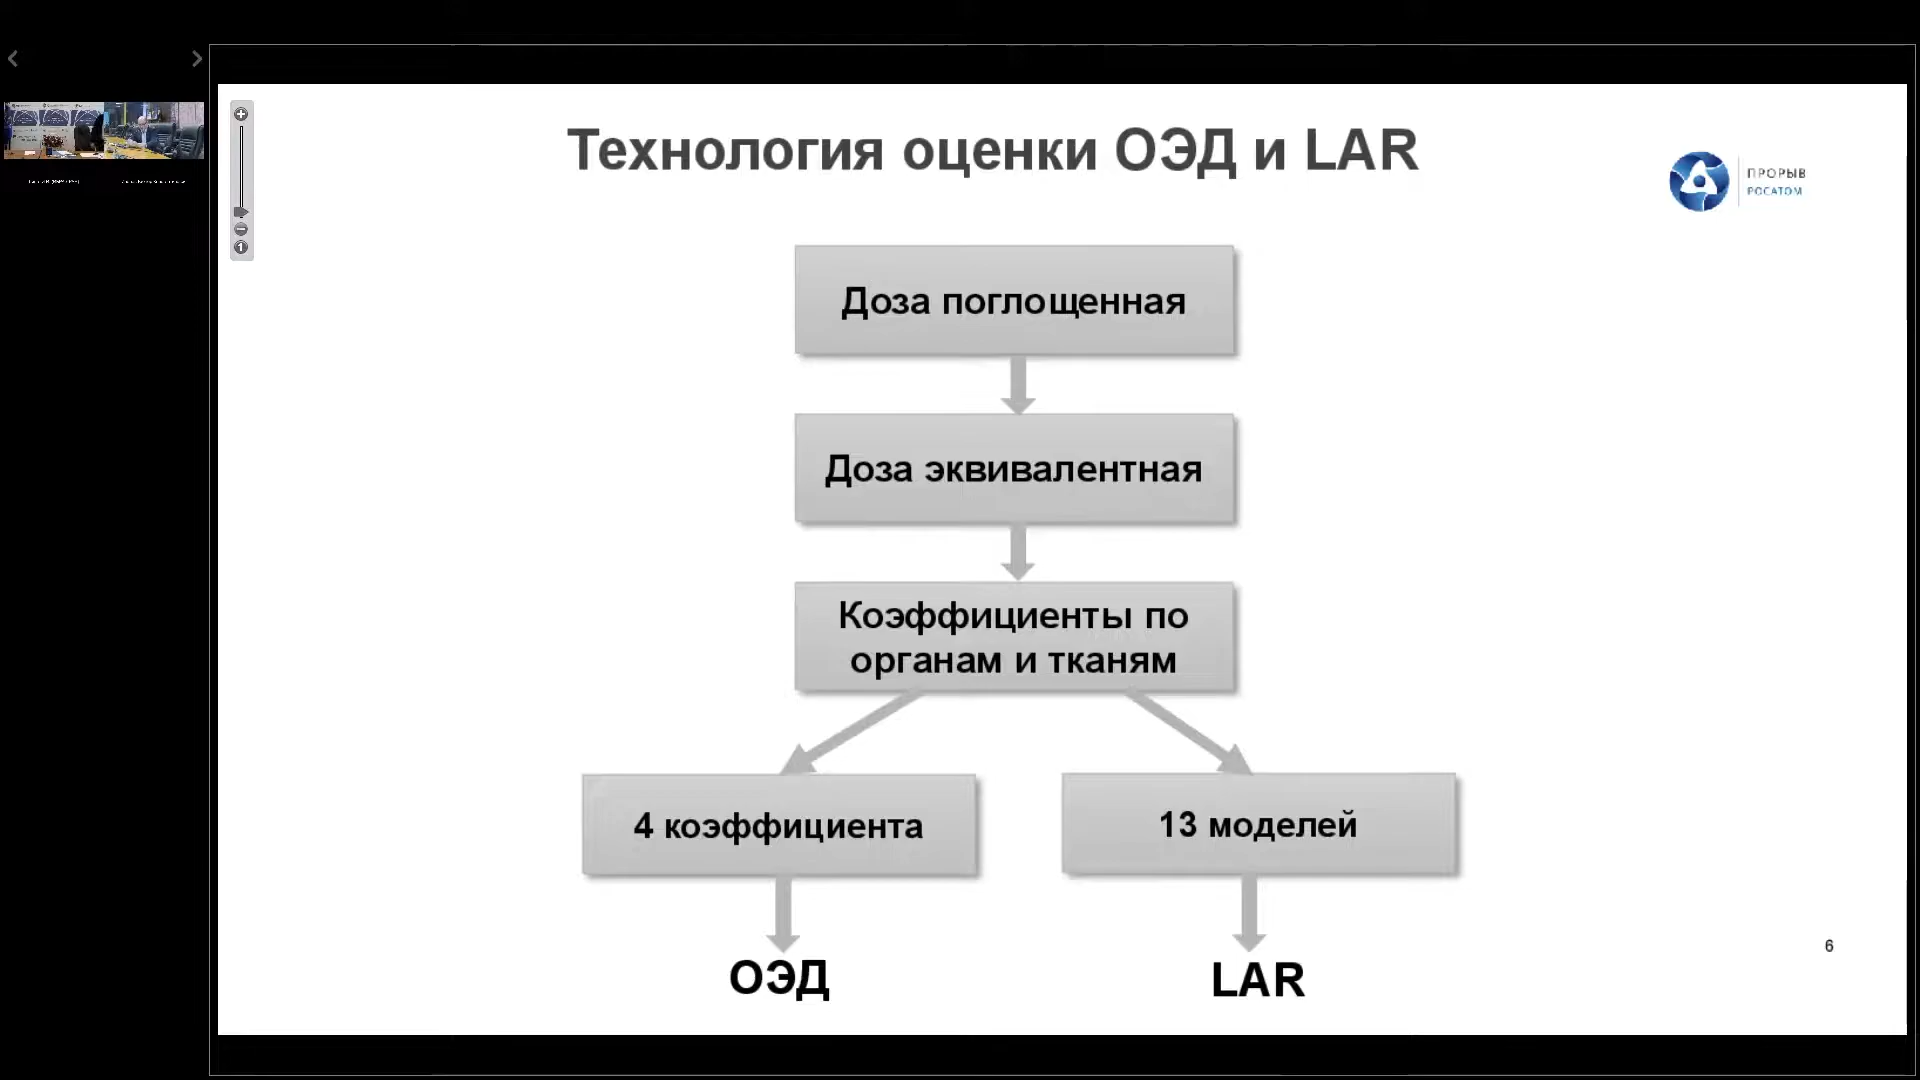 Технология оценки ОЭД и LAR
ПРОРЫВ
РОСАТОМ
Доза поглощенная
Доза эквивалентная
Коэффициенты по
органам и тканям
4 коэффициента
13 моделей
ОЭД
LAR
6
1